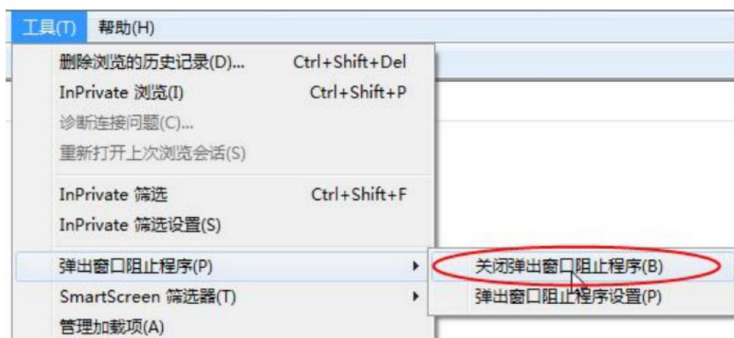 工具(T) 帮助(H)
删除浏览的历史记录(D)... Ctrl+Shift+Del
InPrivate 浏览(I) Ctrl+Shift+P
诊断连接问题(C)...
重新打开上次浏览会话(S)
InPrivate 筛选 Ctrl+Shift+F
InPrivate 筛选设置(S)
弹出窗口阻止程序(P) 关闭弹出窗口阻止程序(B)
SmartScreen 筛选器(T) 弹出窗口阻止程序设置(P)
管理加载项(A)